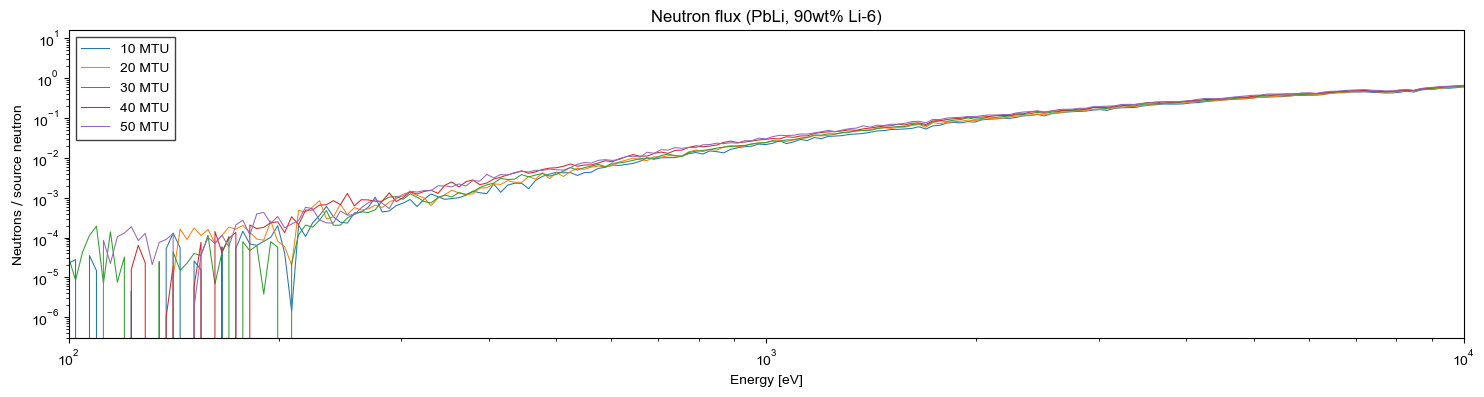 Neutron flux (PbLi, 90wt% Li-6)
10 MTU
20 MTU
30 MTU
40 MTU
50 MTU
Neutrons / source neutron
10¹
10⁰
10⁻¹
10⁻²
10⁻³
10⁻⁴
10⁻⁵
10⁻⁶
10² 10³ 10⁴
Energy [eV]